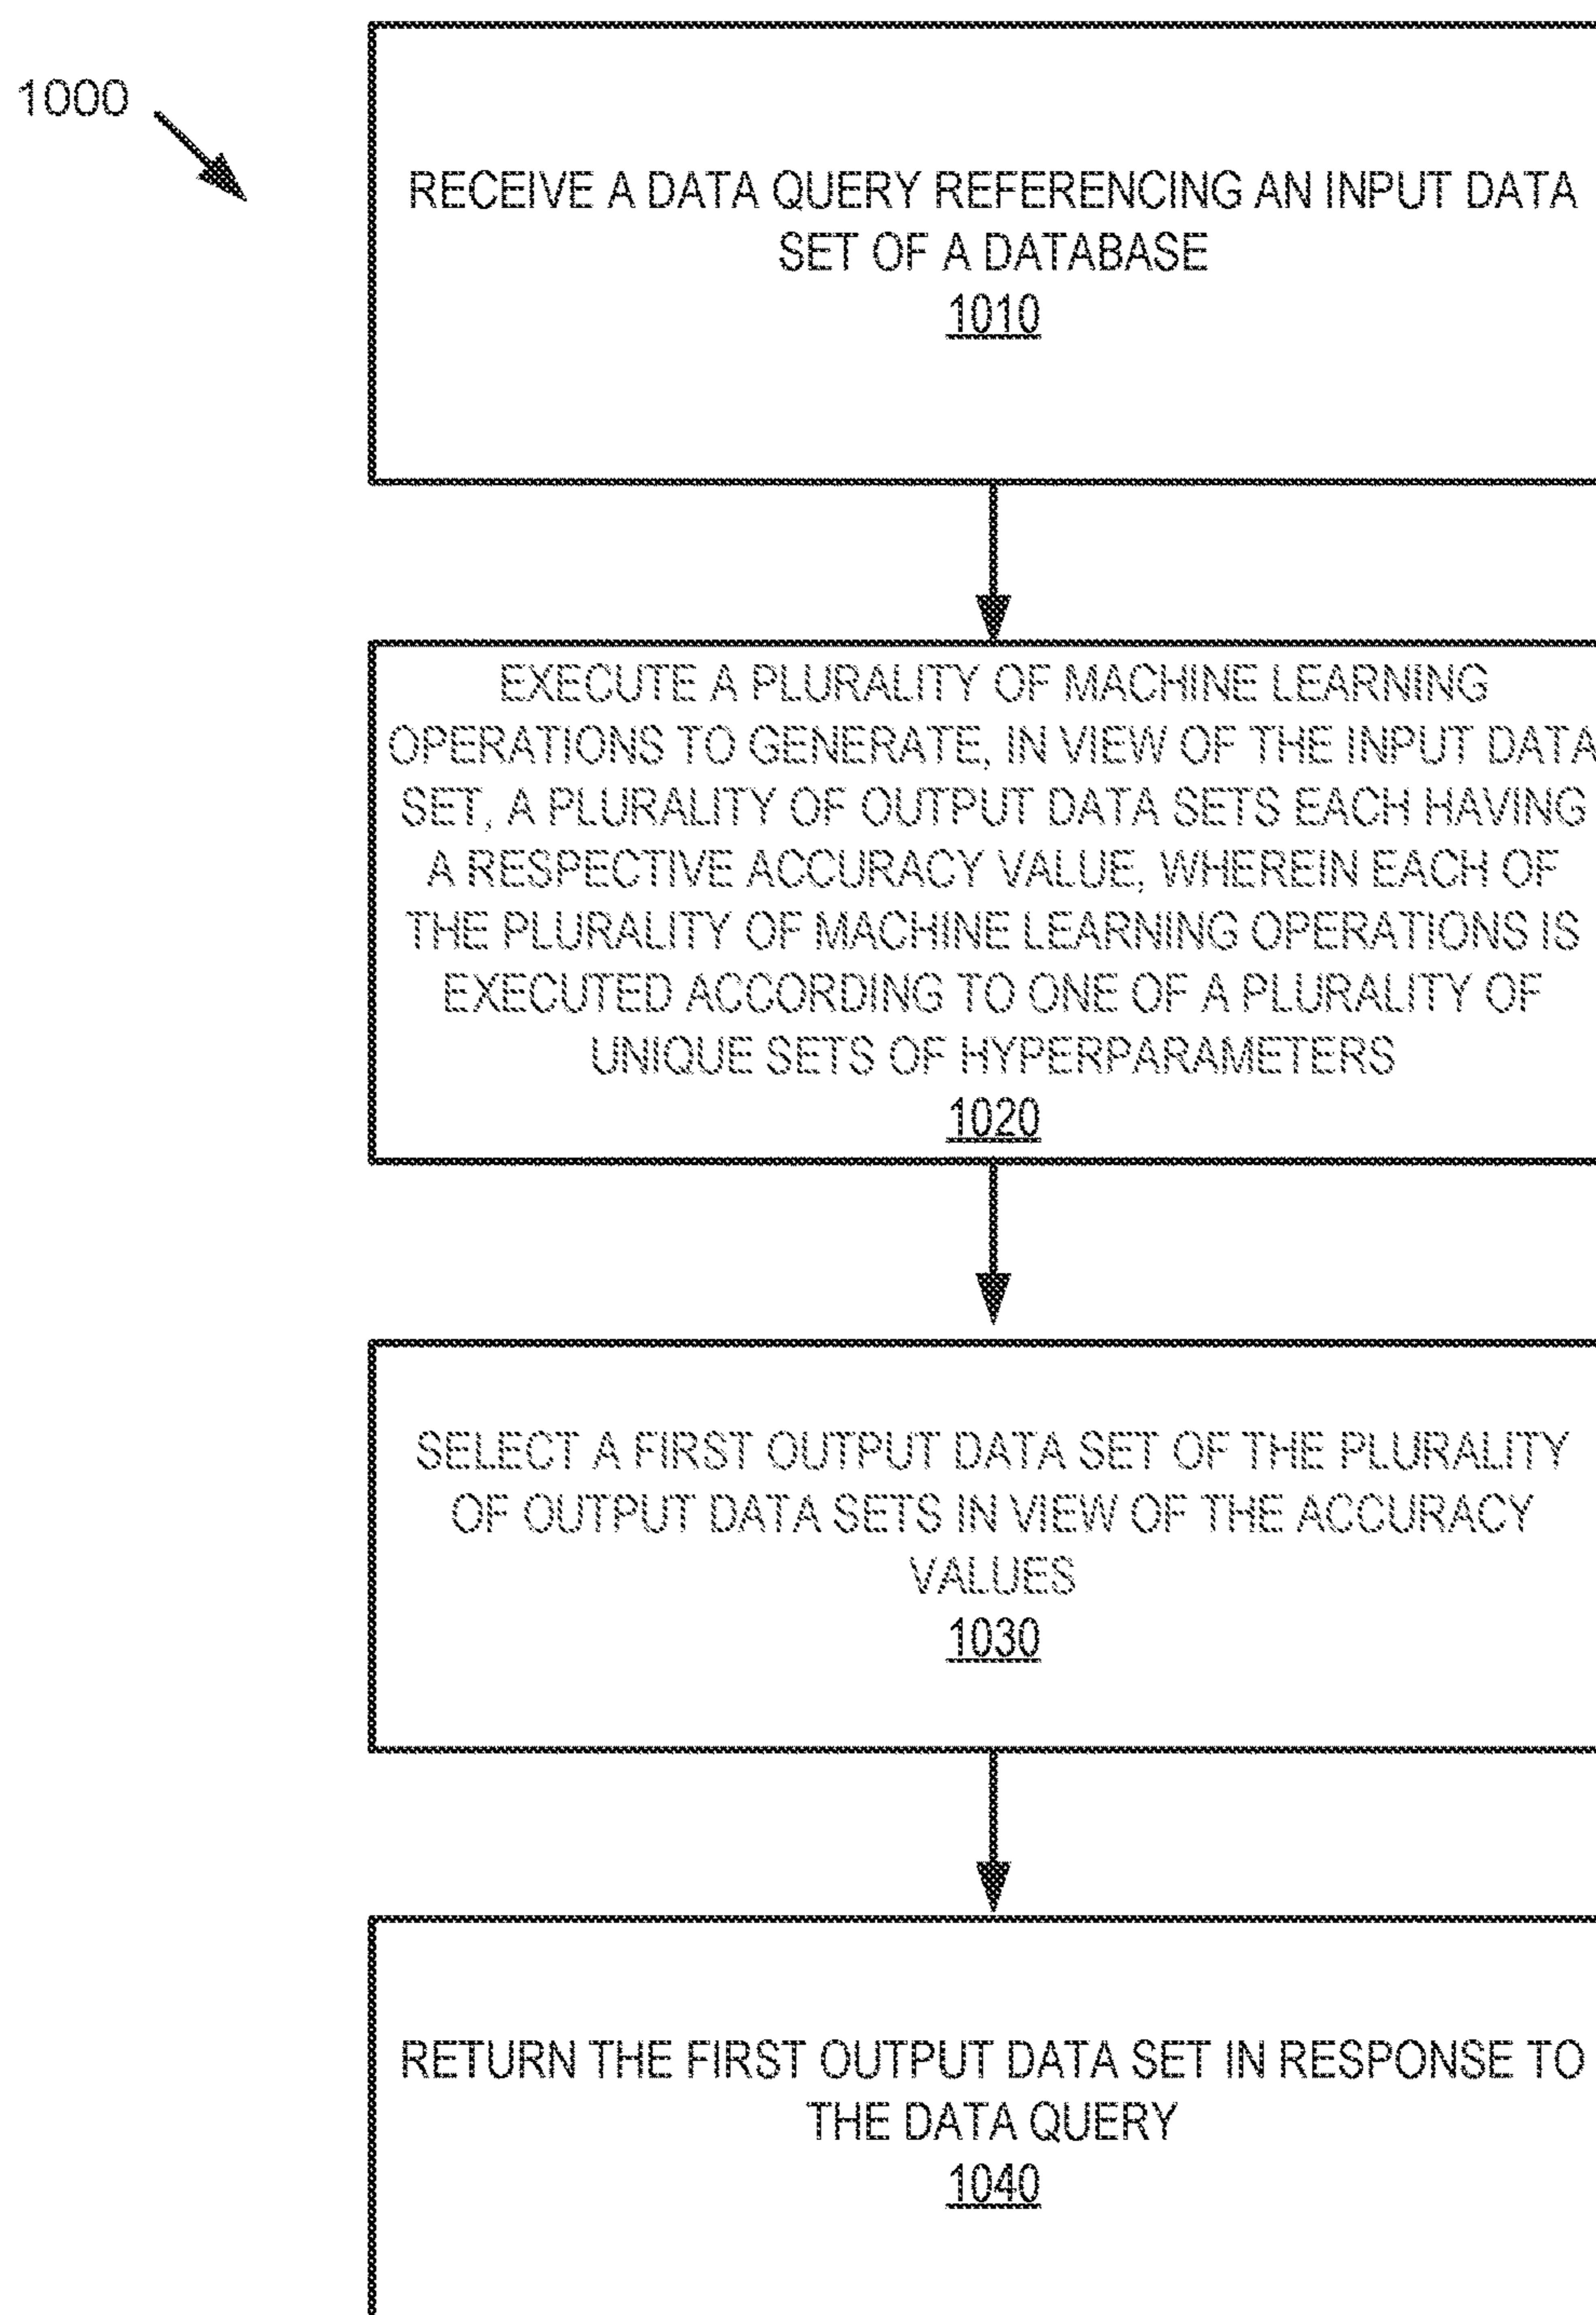 1000
RECEIVE A DATA QUERY REFERENCING AN INPUT DATA
SET OF A DATABASE
1010
EXECUTE A PLURALITY OF MACHINE LEARNING
OPERATIONS TO GENERATE, IN VIEW OF THE INPUT DATA
SET, A PLURALITY OF OUTPUT DATA SETS EACH HAVING
A RESPECTIVE ACCURACY VALUE, WHEREIN EACH OF
THE PLURALITY OF MACHINE LEARNING OPERATIONS IS
EXECUTED ACCORDING TO ONE OF A PLURALITY OF
UNIQUE SETS OF HYPERPARAMETERS
1020
SELECT A FIRST OUTPUT DATA SET OF THE PLURALITY
OF OUTPUT DATA SETS IN VIEW OF THE ACCURACY
VALUES
1030
RETURN THE FIRST OUTPUT DATA SET IN RESPONSE TO
THE DATA QUERY
1040